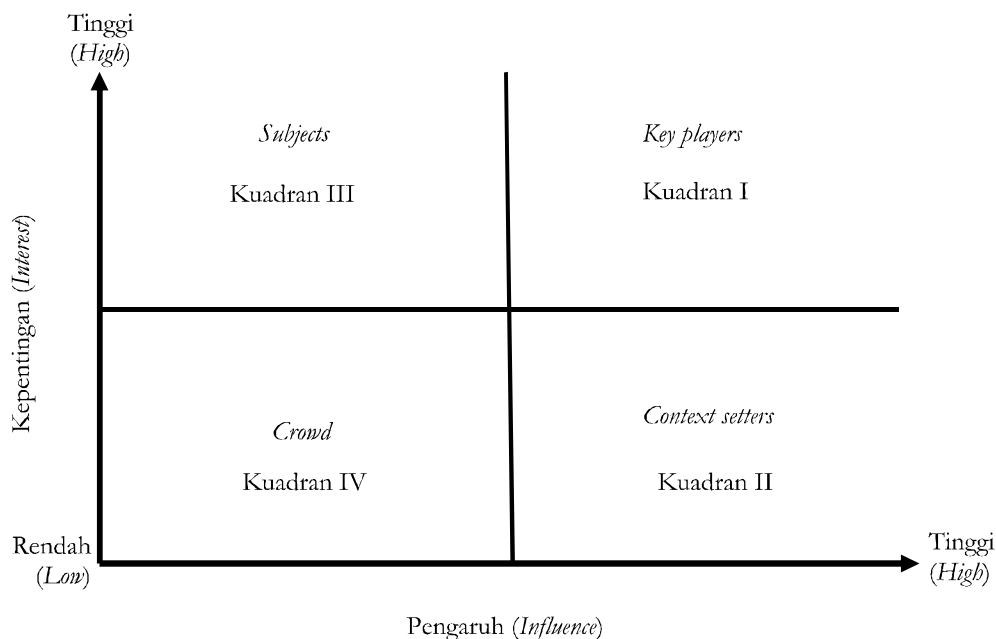 Tinggi
(High)
Subjects
Key players
Kuadran III
Kuadran I
Kepentingan (Interest)
Crowd
Context setters
Kuadran IV
Kuadran II
Rendah
(Low)
Tinggi
(High)
Pengaruh (Influence)